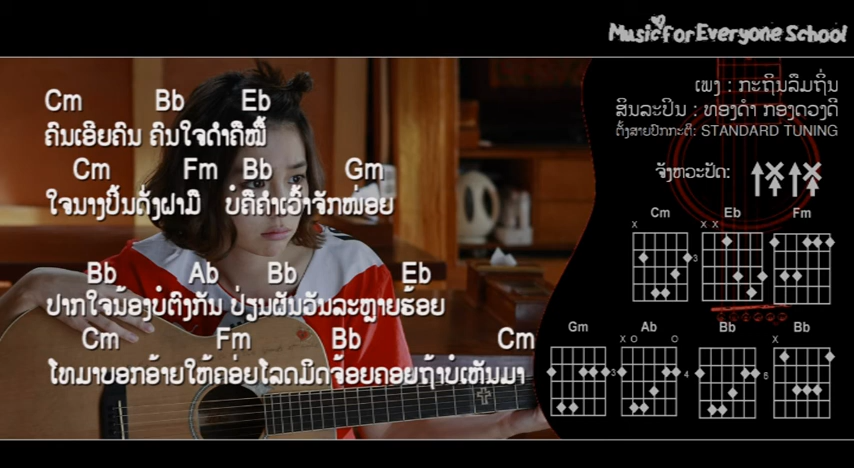 Music For Everyone School
ເພງ : ກະຖິນລືມຖິ່ນ
ສິນລະປິນ : ທອງດຳ ກອງດວງດີ
ຕັ້ງສາຍປົກກະຕິ: STANDARD TUNING
ຈັງຫວະປັດ:
Cm Bb Eb
ຄົນເອີຍຄົນ ຄົນໃຈດຳຄືໝີ້
Cm Fm Bb Gm
ໃຈນາງປິ້ນດັ່ງຝາມື ບໍ່ຄືຄຳເວົ້າຈັກໜ່ອຍ
Bb Ab Bb Eb
ປາກໃຈນ້ອງບໍ່ຕົງກັນ ປ່ຽນຜັນວັນລະຫຼາຍຮ້ອຍ
Cm Fm Bb Cm
ໂທມາບອກອ້າຍໃຫ້ຄ່ອຍໂລດມິດຈ້ອຍຄອຍຖ້າບໍ່ເຫັນມາ
Cm Eb Fm
X X X
3
Gm Ab Bb Bb
X O O X
3 4 6